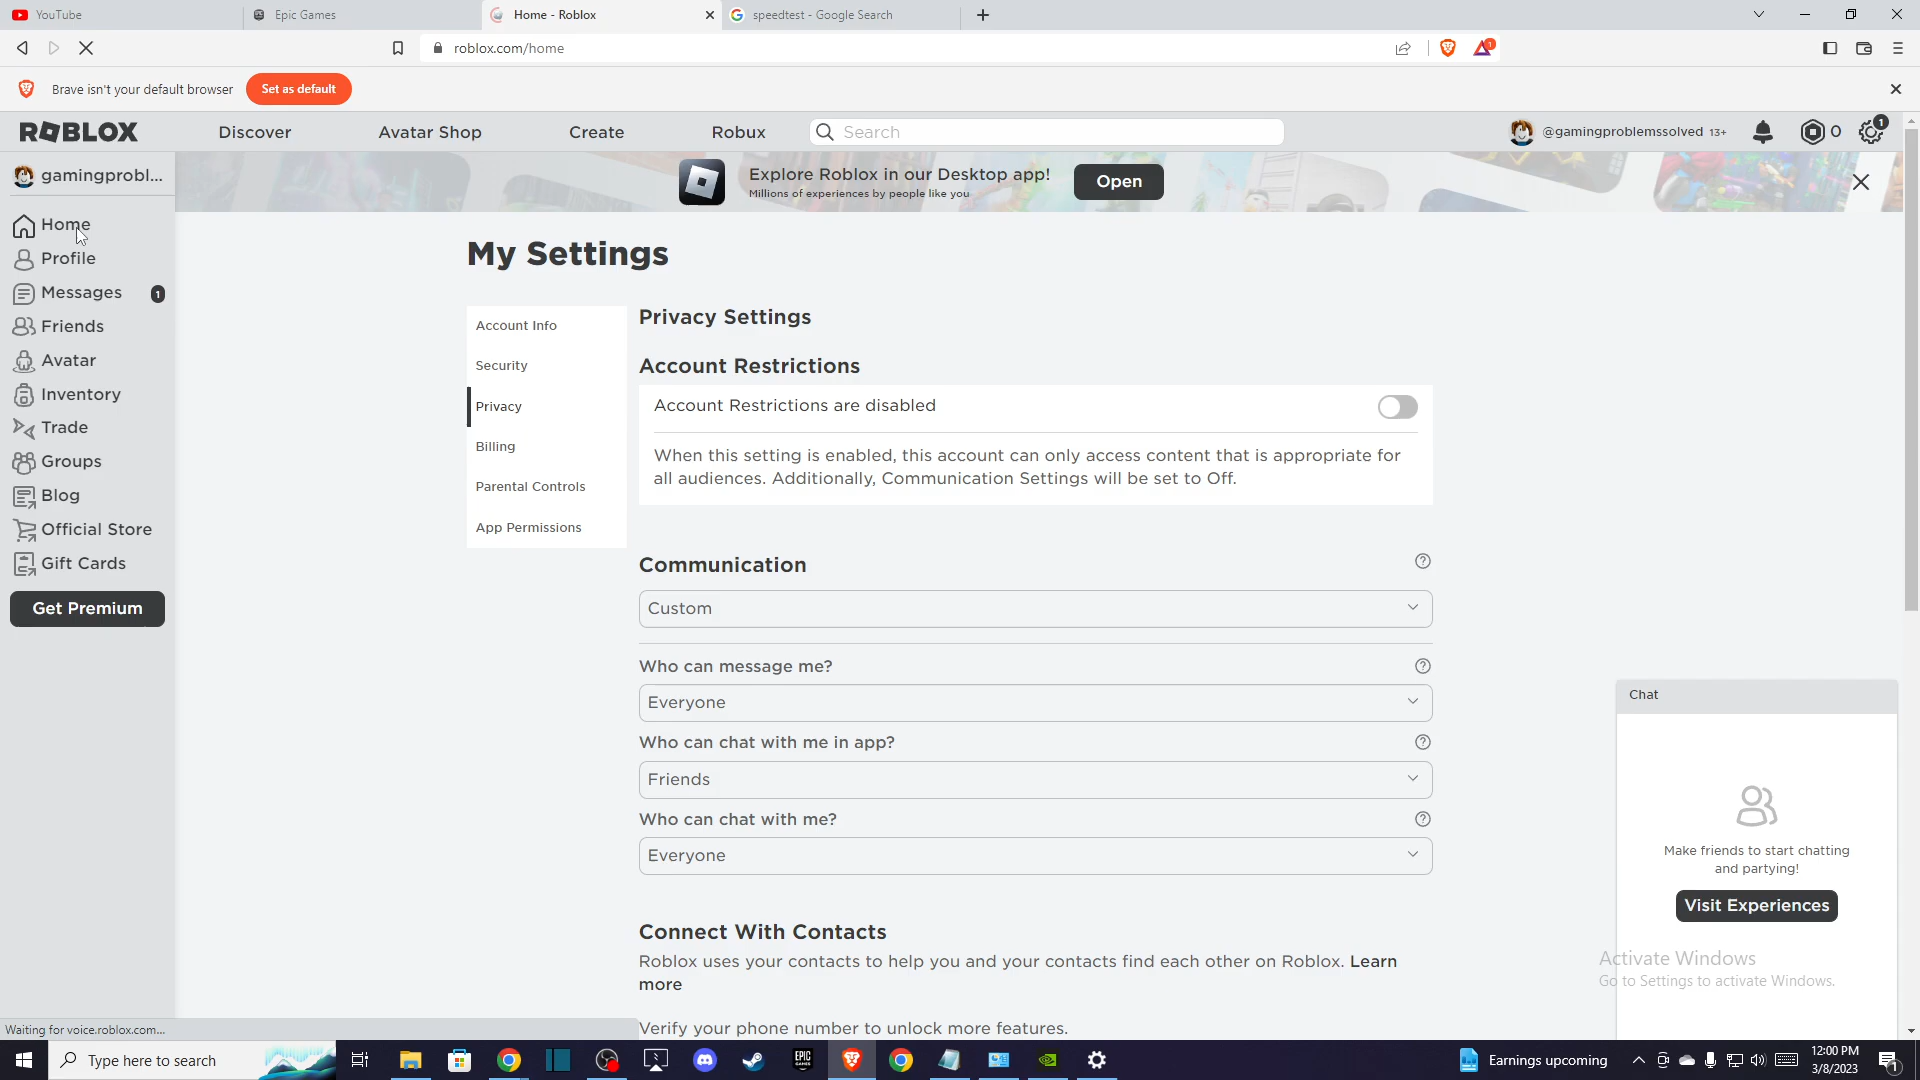 YouTube
Epic Games
Home - Roblox
speedtest - Google Search
roblox.com/home
1
Brave isn't your default browser
Set as default
ROBLOX
Discover
Avatar Shop
Create
Robux
Search
@gamingproblemssolved 13+
0
1
gamingprobl...
Explore Roblox in our Desktop app!
Millions of experiences by people like you
Open
Home
Profile
Messages
1
Friends
Avatar
Inventory
Trade
Groups
Blog
Official Store
Gift Cards
Get Premium
My Settings
Account Info
Security
Privacy
Billing
Parental Controls
App Permissions
Privacy Settings
Account Restrictions
Account Restrictions are disabled
When this setting is enabled, this account can only access content that is appropriate for
all audiences. Additionally, Communication Settings will be set to Off.
Communication
Custom
Who can message me?
Everyone
Who can chat with me in app?
Friends
Who can chat with me?
Everyone
Connect With Contacts
Roblox uses your contacts to help you and your contacts find each other on Roblox. Learn
more
Verify your phone number to unlock more features.
Chat
Make friends to start chatting
and partying!
Visit Experiences
Activate Windows
Go to Settings to activate Windows.
Waiting for voice.roblox.com...
Type here to search
EPIC
GAMES
Earnings upcoming
12:00 PM
3/8/2023
1